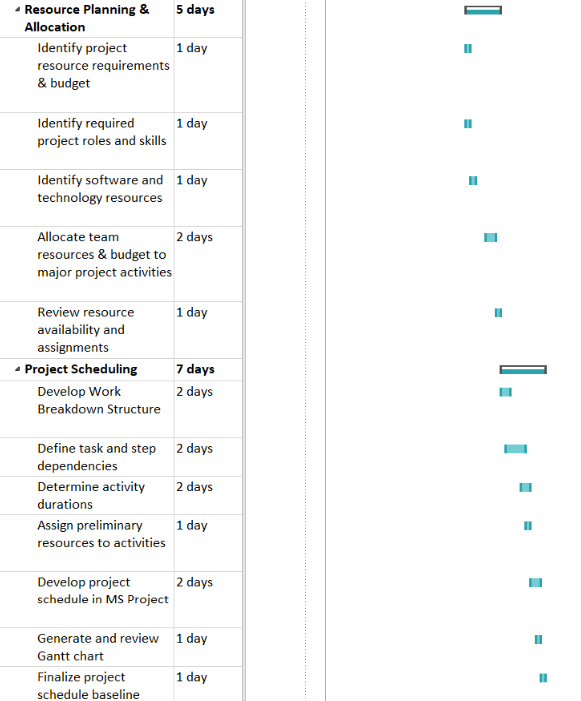 Resource Planning & 5 days
Allocation
Identify project 1 day
resource requirements
& budget
Identify required 1 day
project roles and skills
Identify software and 1 day
technology resources
Allocate team 2 days
resources & budget to
major project activities
Review resource 1 day
availability and
assignments
Project Scheduling 7 days
Develop Work 2 days
Breakdown Structure
Define task and step 2 days
dependencies
Determine activity 2 days
durations
Assign preliminary 1 day
resources to activities
Develop project 2 days
schedule in MS Project
Generate and review 1 day
Gantt chart
Finalize project 1 day
schedule baseline